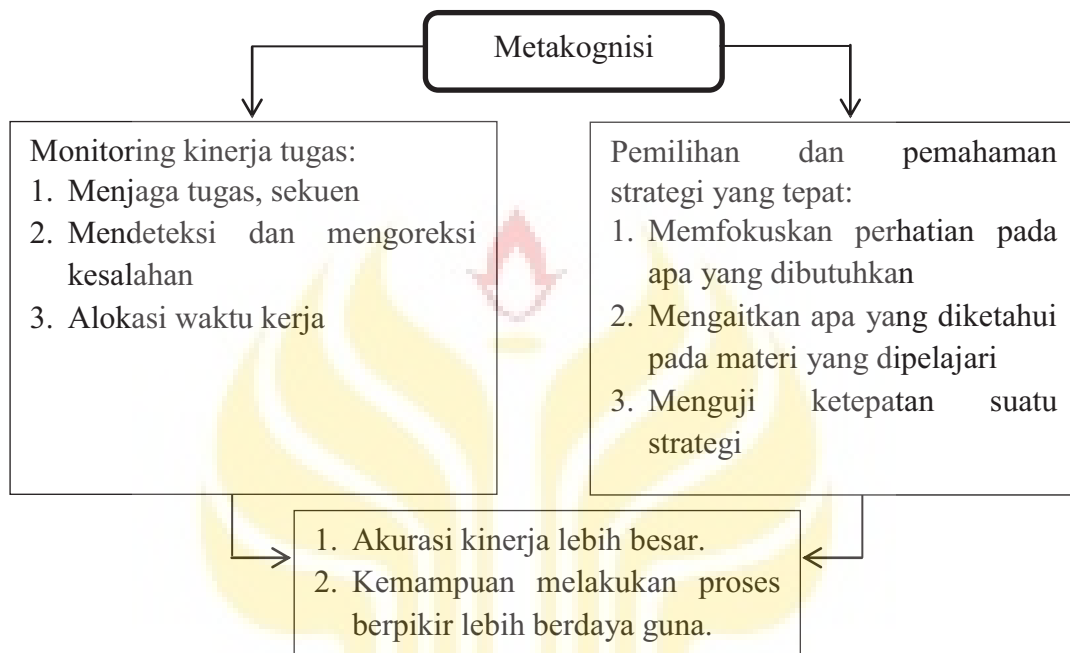 Metakognisi
Monitoring kinerja tugas:
1. Menjaga tugas, sekuen
2. Mendeteksi dan mengoreksi
kesalahan
3. Alokasi waktu kerja
Pemilihan dan pemahaman
strategi yang tepat:
1. Memfokuskan perhatian pada
apa yang dibutuhkan
2. Mengaitkan apa yang diketahui
pada materi yang dipelajari
3. Menguji ketepatan suatu
strategi
1. Akurasi kinerja lebih besar.
2. Kemampuan melakukan proses
berpikir lebih berdaya guna.